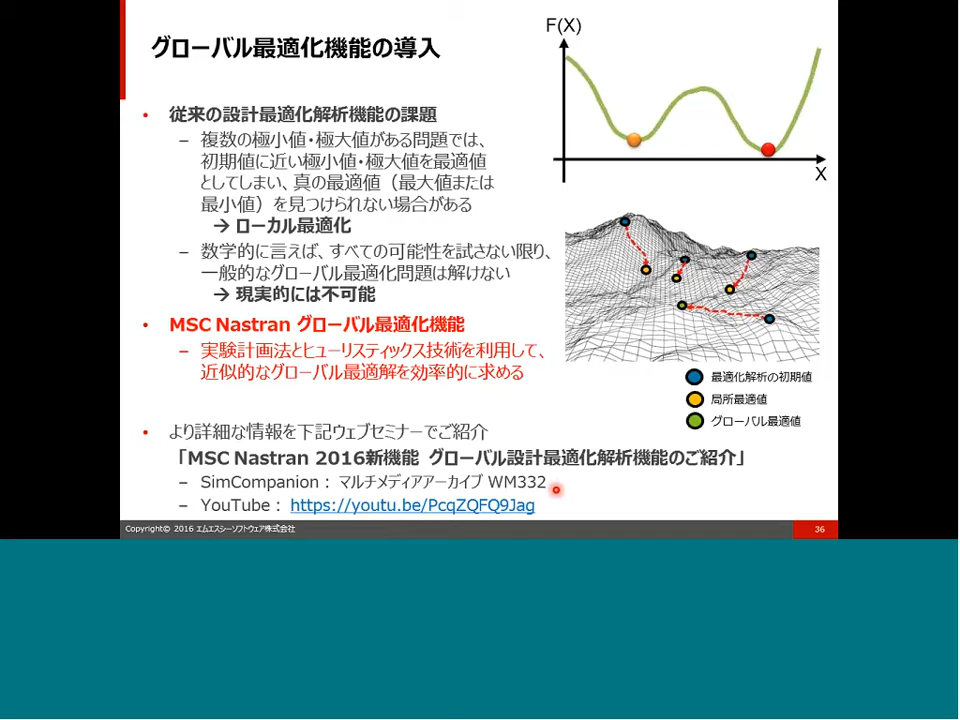 グローバル最適化機能の導入
• 従来の設計最適化解析機能の課題
– 複数の極小値・極大値がある問題では、
初期値に近い極小値・極大値を最適値
としてしまい、真の最適値（最大値または
最小値）を見つけられない場合がある
→ ローカル最適化
– 数学的に言えば、すべての可能性を試さない限り、
一般的なグローバル最適化問題は解けない
→ 現実的には不可能
• MSC Nastran グローバル最適化機能
– 実験計画法とヒューリスティックス技術を利用して、
近似的なグローバル最適解を効率的に求める
• より詳細な情報を下記ウェブセミナーでご紹介
「MSC Nastran 2016新機能 グローバル設計最適化解析機能のご紹介」
– SimCompanion： マルチメディアアーカイブ WM332
– YouTube： https://youtu.be/PcqZQFQ9Jag
F(X)
X
最適化解析の初期値
局所最適値
グローバル最適値
Copyright© 2016 エムエスシーソフトウェア株式会社
36